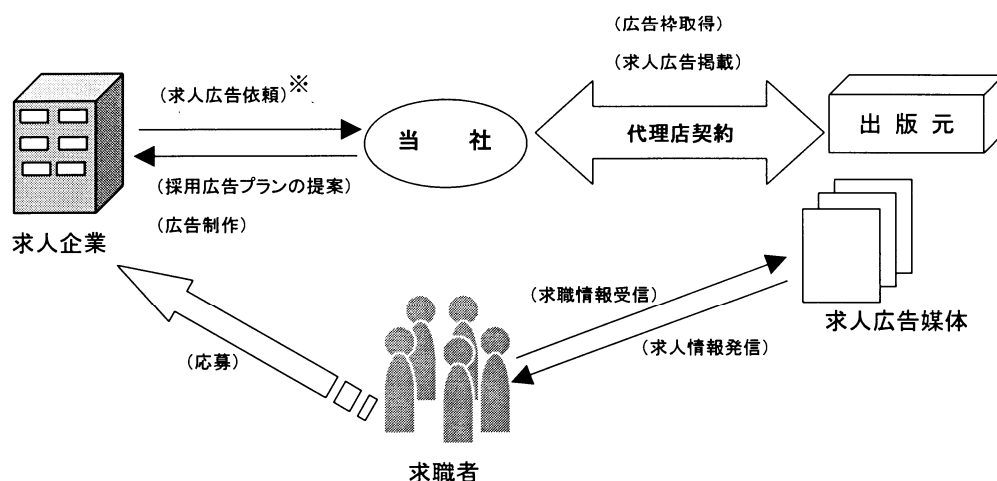 (広告枠取得)
(求人広告掲載)
(求人広告依頼)※
当 社
代理店契約
出 版 元
(採用広告プランの提案)
(広告制作)
求人企業
(求職情報受信)
求人広告媒体
(求人情報発信)
(応募)
求職者